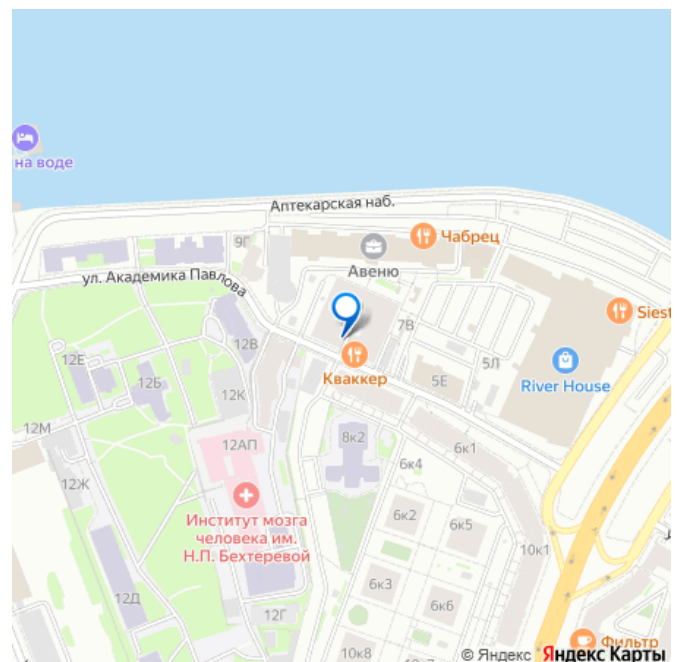 на воде
Аптекарская наб.
Чабрец
9Г
Авеню
ул. Академика Павлова
Siest
7В
12В
Кваккер
5Л
12Е
12Б
12К
5Е
River House
12М
12АП
8к2
6к1
6к4
12Ж
Институт мозга
человека им.
Н.П. Бехтеревой
6к2
6к5
10к1
6к3
12Д
12Г
6к6
10к8
6к7
Фильтр
© Яндекс Яндекс Карты